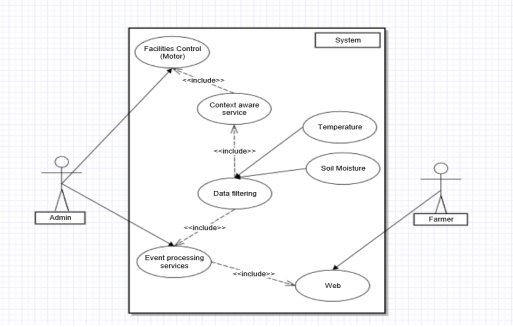 System
Facilities Control
(Motor)
<<include>>
Context aware
service
Temperature
<<include>>
Soil Moisture
Data filtering
Admin
Farmer
<<include>>
Event processing
services
<<include>>
Web